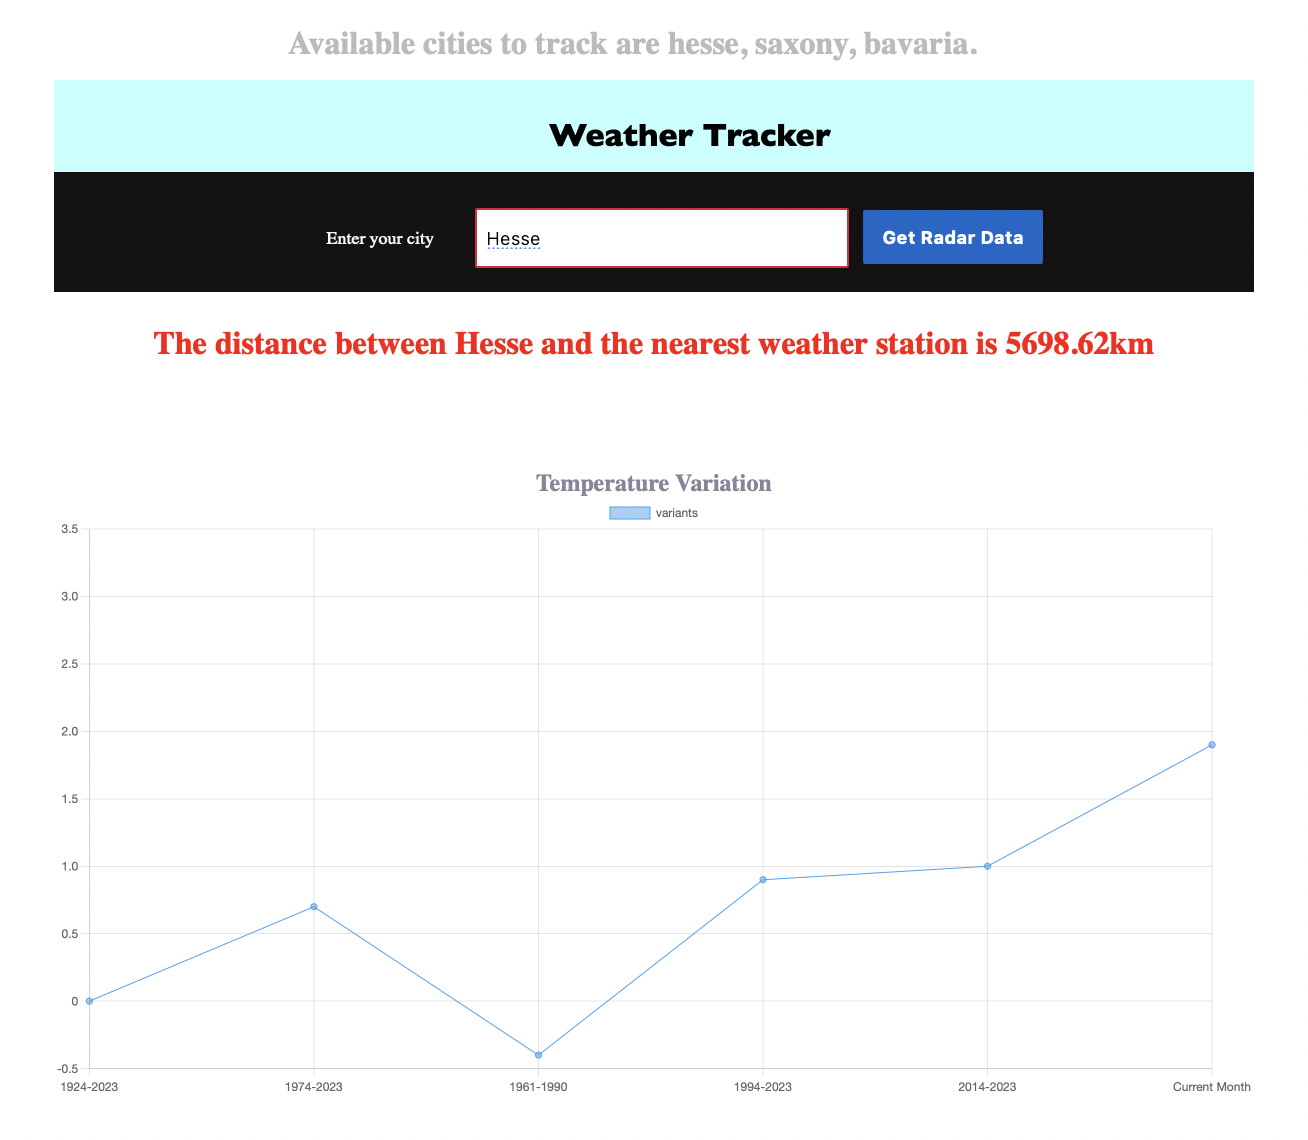 Available cities to track are hesse, saxony, bavaria.
Weather Tracker
Enter your city
Hesse
Get Radar Data
The distance between Hesse and the nearest weather station is 5698.62km
Temperature Variation
variants
3.5
3.0
2.5
2.0
1.5
1.0
0.5
0
-0.5
1924-2023 1974-2023 1961-1990 1994-2023 2014-2023 Current Month